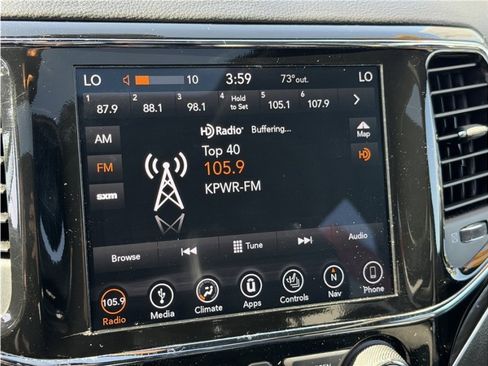 LO 10 3:59 73° out. LO
1 87.9 2 88.1 3 98.1 4 Hold to Set 5 105.1 6 107.9
AM
HD Radio Buffering...
Map
Top 40
FM
105.9
HD
KPWR-FM
sxm
Browse Tune Audio
105.9
N
Radio Media Climate Apps Controls Nav Phone